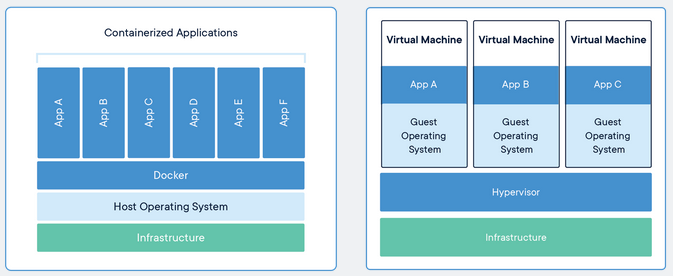 Containerized Applications
App A
App B
App C
App D
App E
App F
Docker
Host Operating System
Infrastructure
Virtual Machine
App A
Guest
Operating
System
Virtual Machine
App B
Guest
Operating
System
Virtual Machine
App C
Guest
Operating
System
Hypervisor
Infrastructure